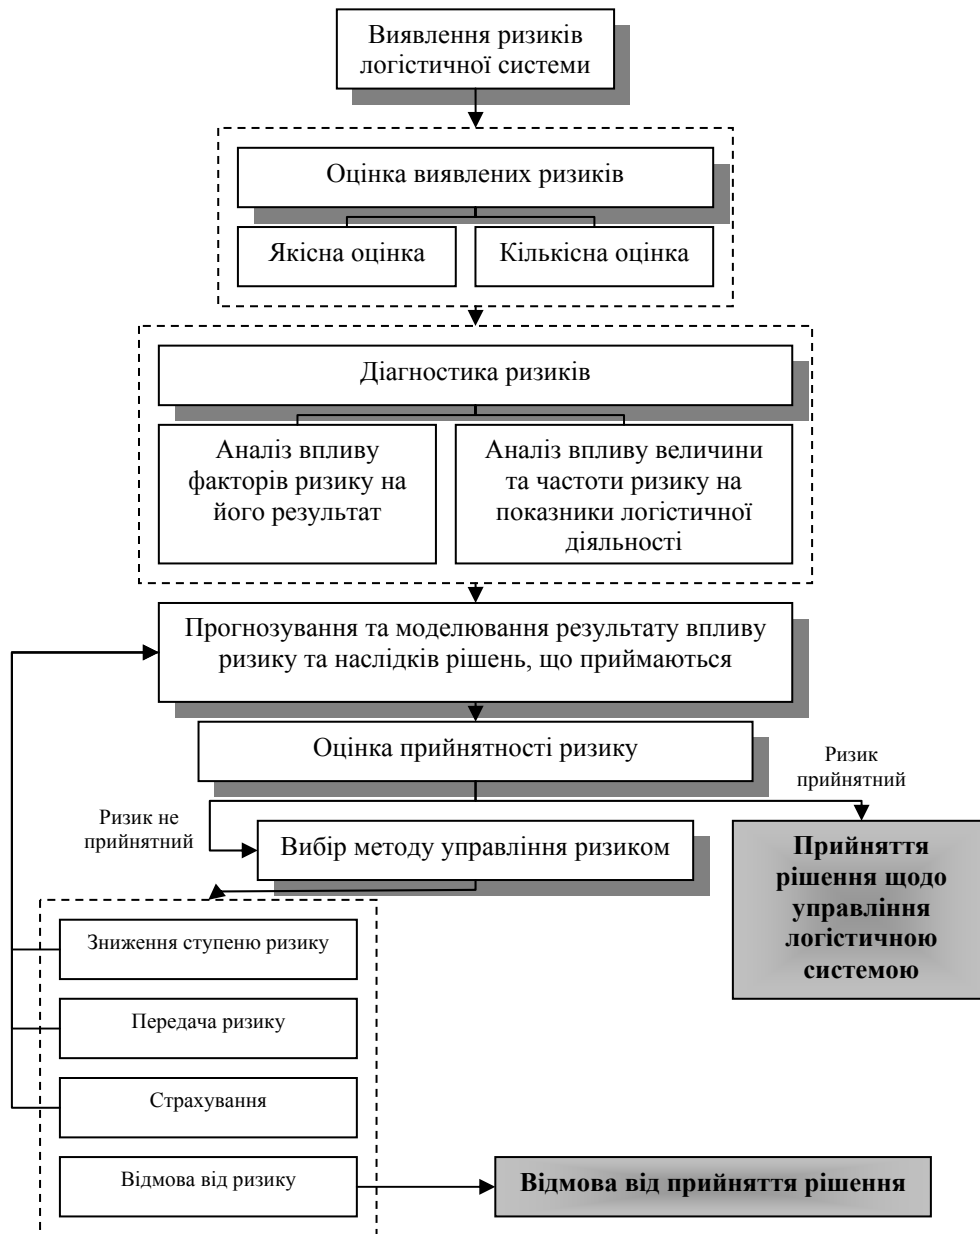 Виявлення ризиків
логістичної системи
Оцінка виявлених ризиків
Якісна оцінка
Кількісна оцінка
Діагностика ризиків
Аналіз впливу
факторів ризику на
його результат
Аналіз впливу величини
та частоти ризику на
показники логістичної
діяльності
Прогнозування та моделювання результату впливу
ризику та наслідків рішень, що приймаються
Оцінка прийнятності ризику
Ризик
прийнятний
Ризик не
прийнятний
Вибір методу управління ризиком
Прийняття
рішення щодо
управління
логістичною
системою
Зниження ступеню ризику
Передача ризику
Страхування
Відмова від ризику
Відмова від прийняття рішення